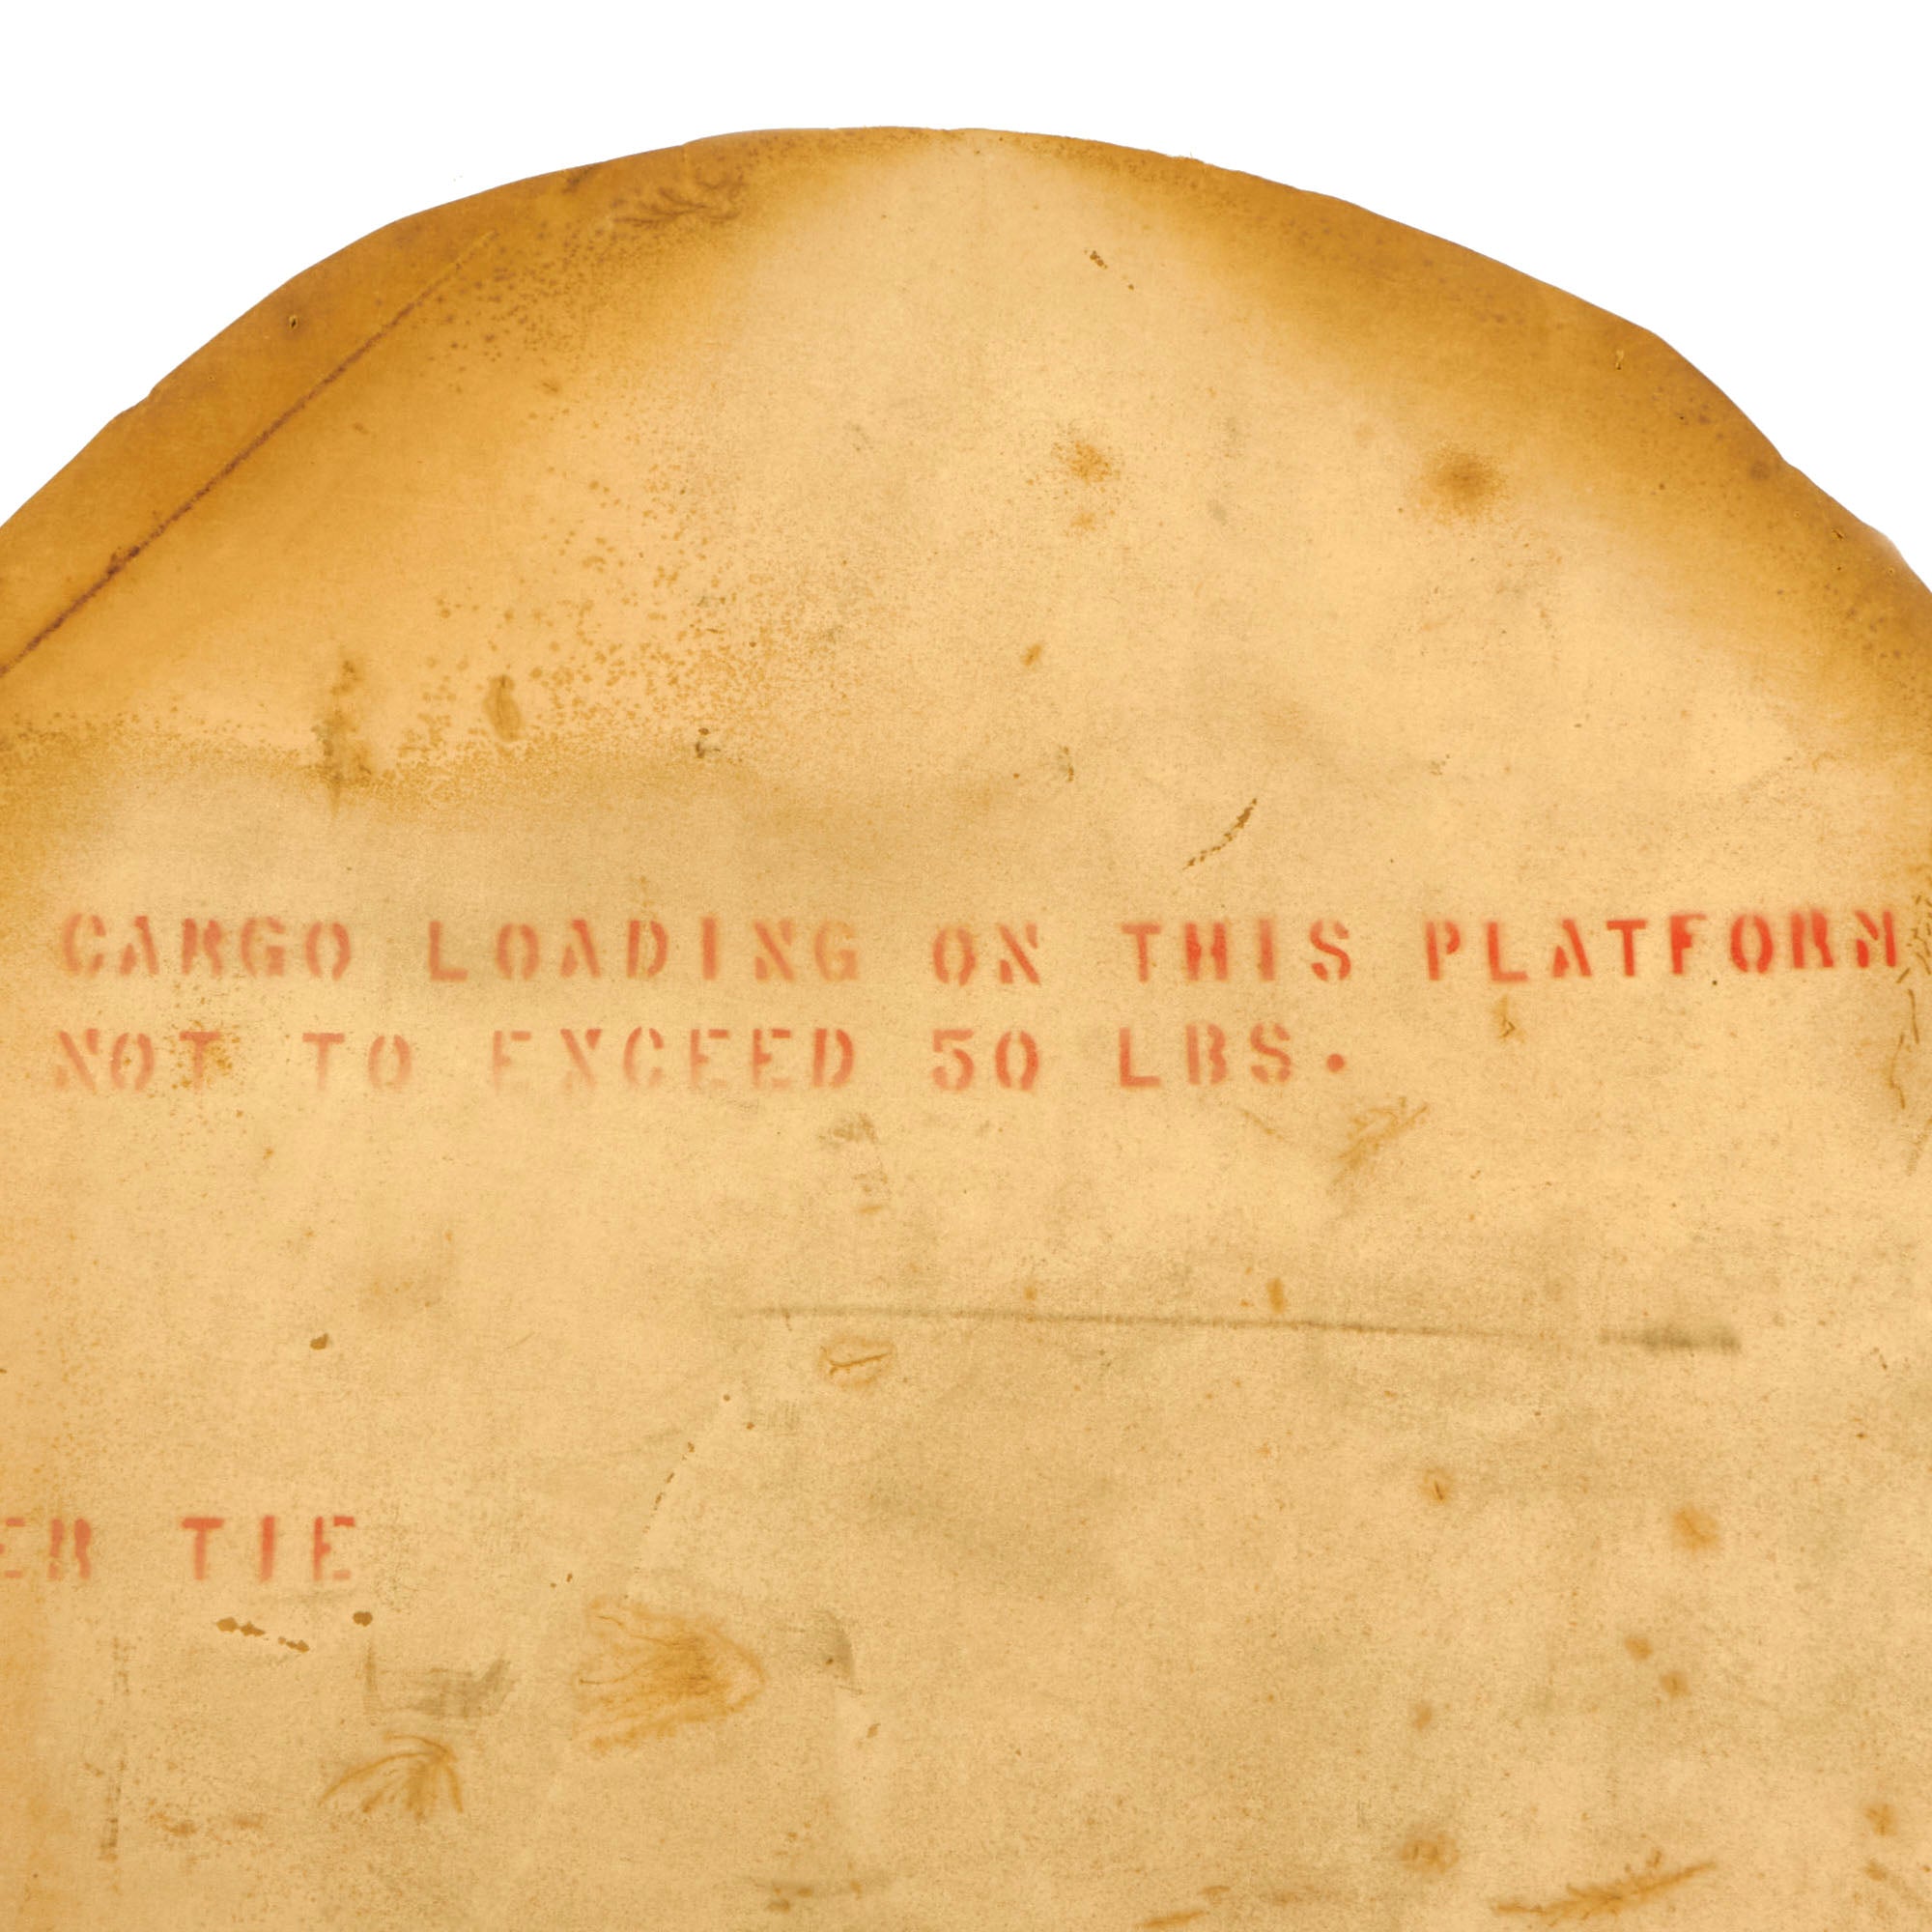 CARGO LOADING ON THIS PLATFORM
NOT TO EXCEED 50 LBS.
ER TIE